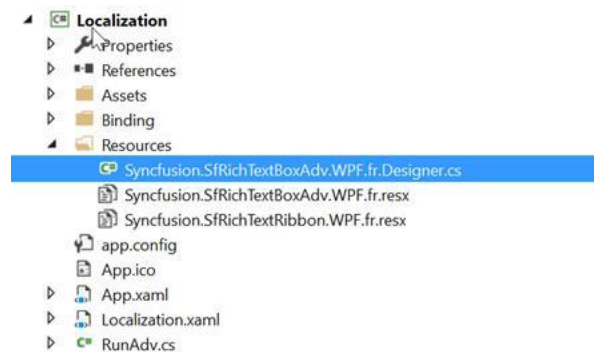 Localization
Properties
References
Assets
Binding
Resources
Syncfusion.SfRichTextBoxAdv.WPF.fr.Designer.cs
Syncfusion.SfRichTextBoxAdv.WPF.fr.resx
Syncfusion.SfRichTextRibbon.WPF.fr.resx
app.config
App.ico
App.xaml
Localization.xaml
RunAdv.cs